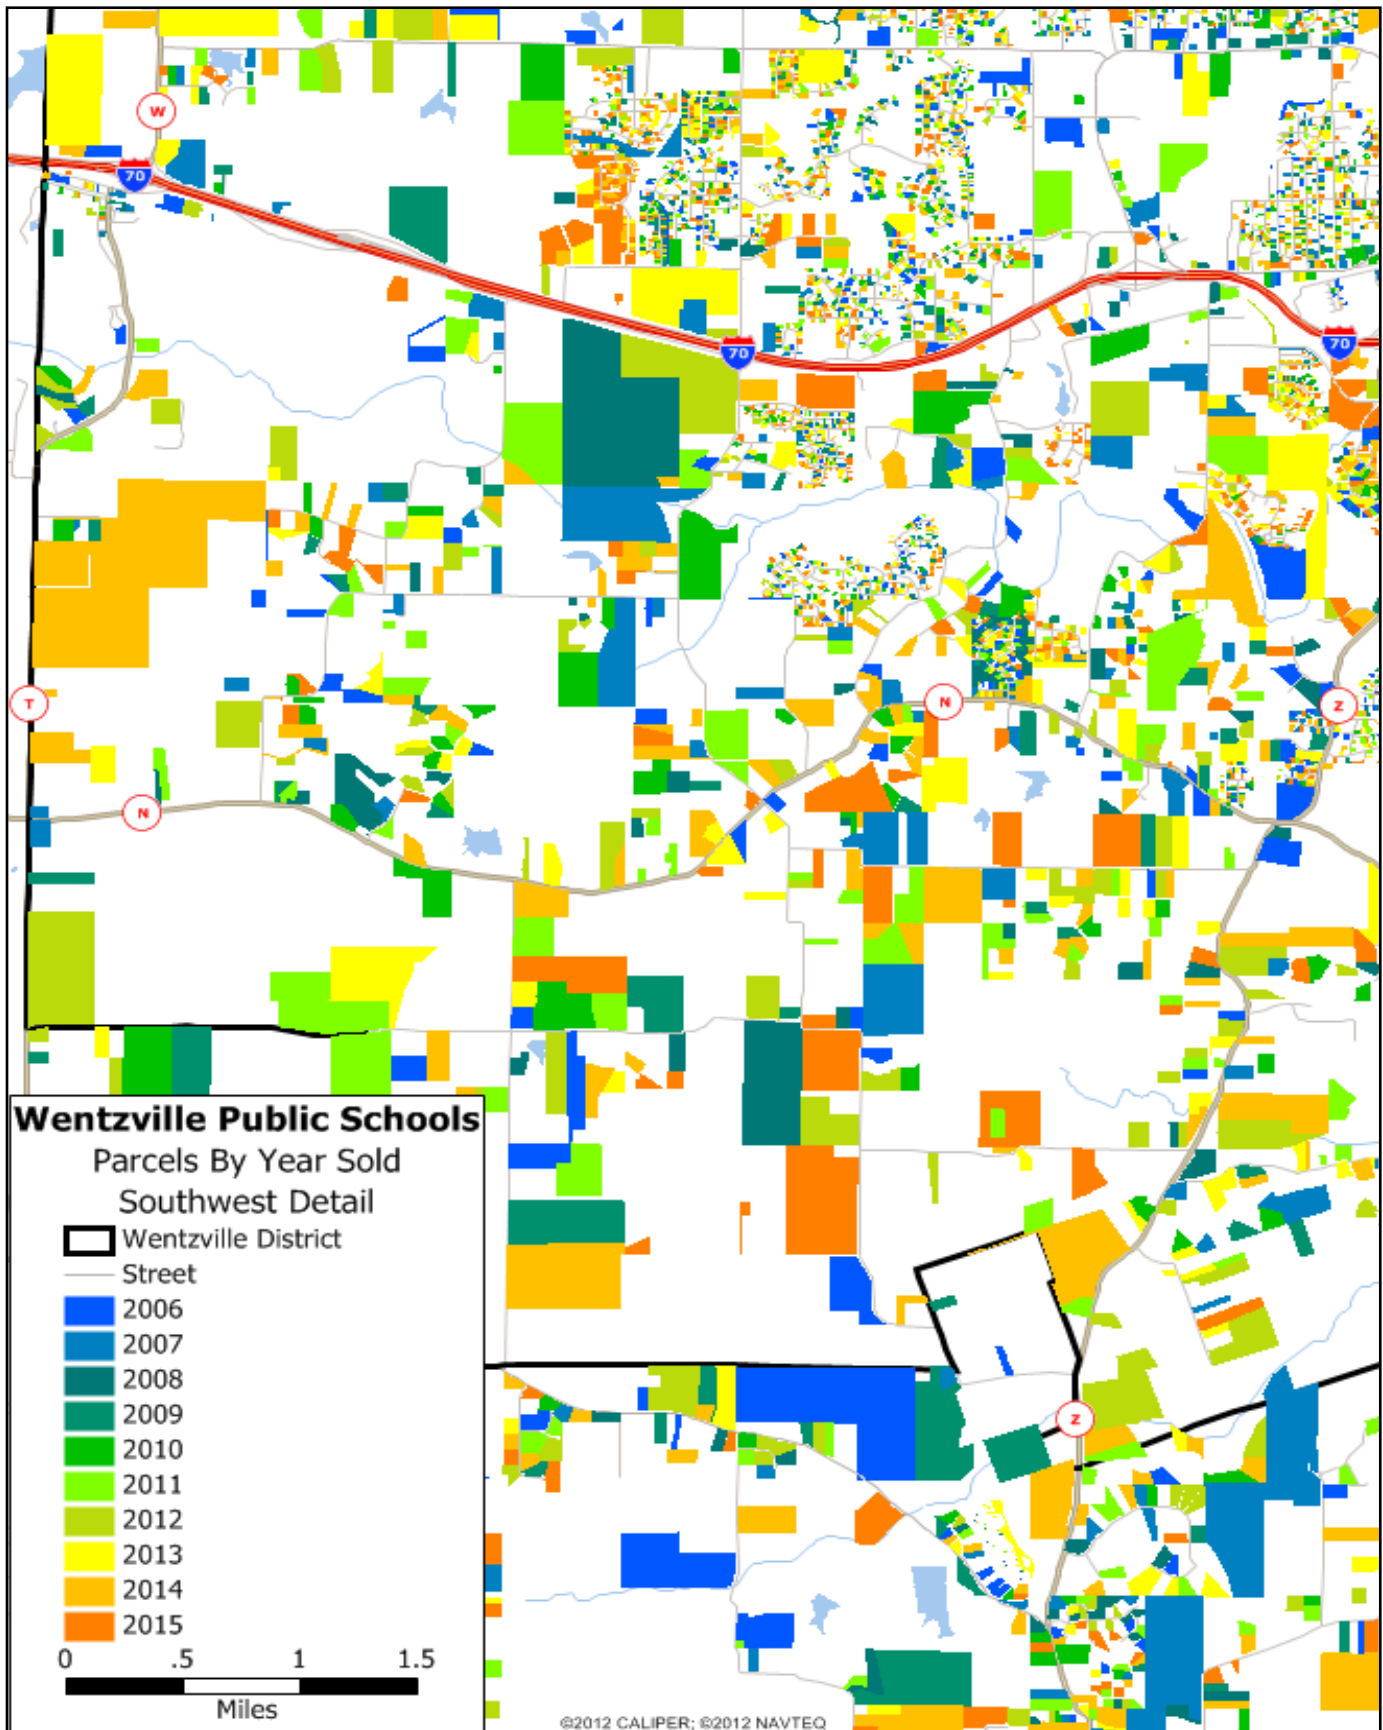 W
70
70
70
T
N
N
Z
Z
Wentzville Public Schools
Parcels By Year Sold
Southwest Detail
Wentzville District
Street
2006
2007
2008
2009
2010
2011
2012
2013
2014
2015
0 .5 1 1.5
Miles
©2012 CALIPER; ©2012 NAVTEQ